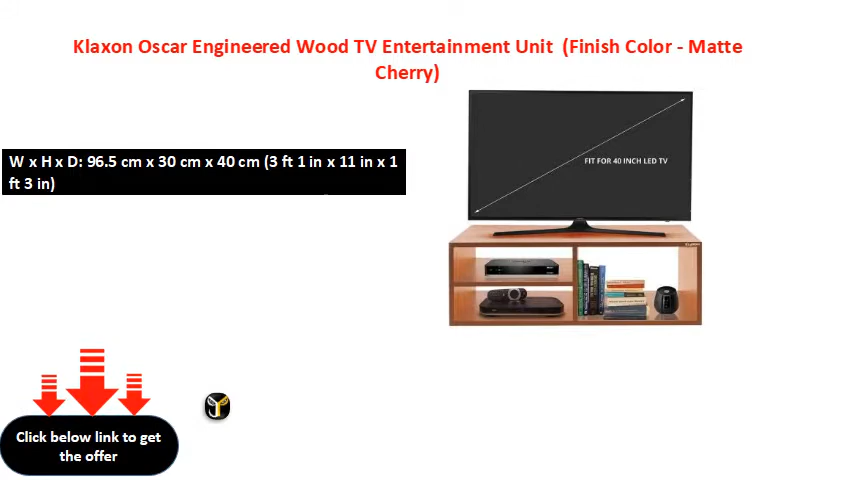 Klaxon Oscar Engineered Wood TV Entertainment Unit (Finish Color - Matte
Cherry)
W x H x D: 96.5 cm x 30 cm x 40 cm (3 ft 1 in x 11 in x 1
ft 3 in)
FIT FOR 40 INCH LED TV
Click below link to get
the offer